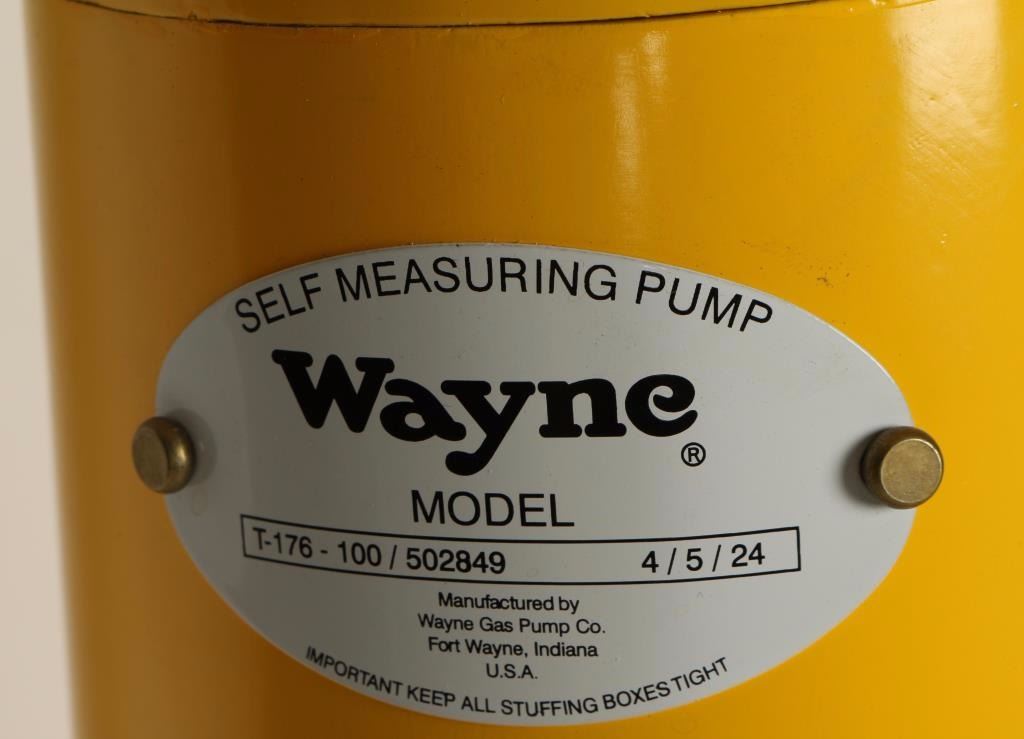 SELF MEASURING PUMP
Wayne
®
MODEL
T-176 - 100 / 502849 4 / 5 / 24
Manufactured by
Wayne Gas Pump Co.
Fort Wayne, Indiana
U.S.A.
IMPORTANT KEEP ALL STUFFING BOXES TIGHT